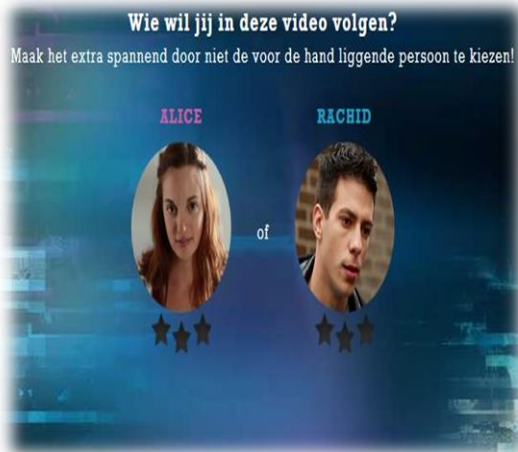 Wie wil jij in deze video volgen?
Maak het extra spannend door niet de voor de hand liggende persoon te kiezen!
ALICE
RACHID
of